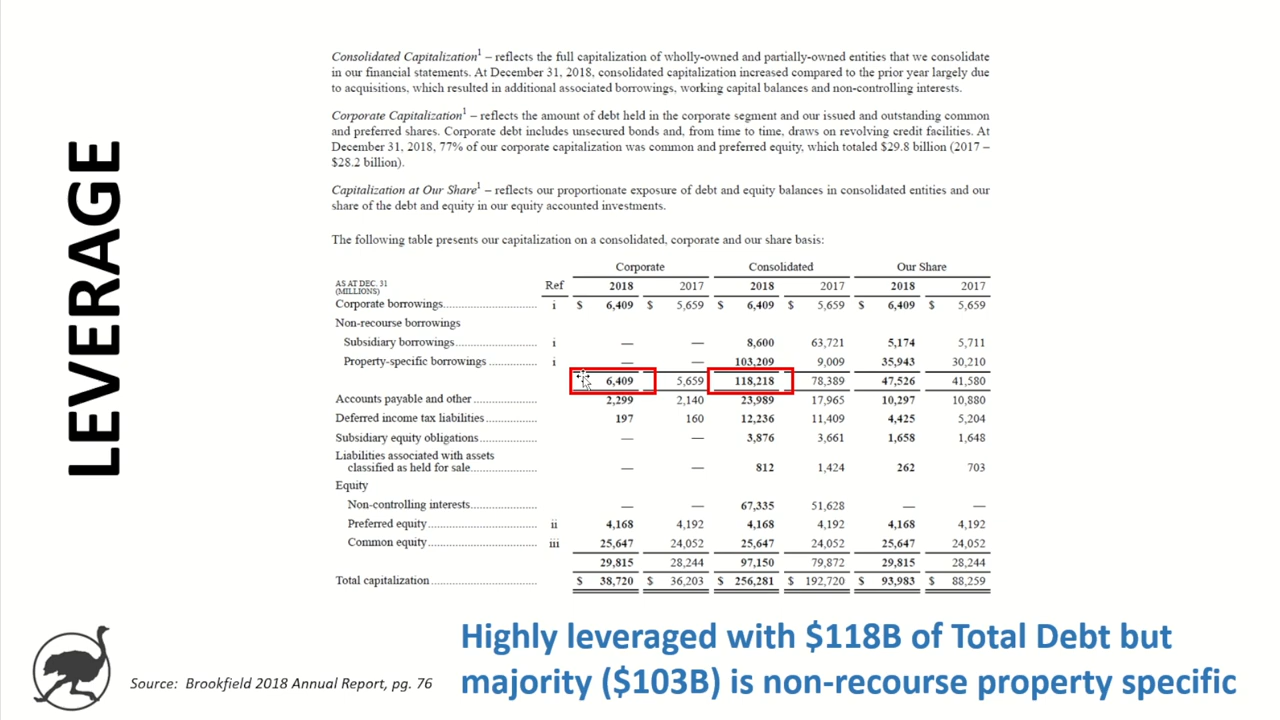 LEVERAGE
Consolidated Capitalization¹ – reflects the full capitalization of wholly-owned and partially-owned entities that we consolidate
in our financial statements. At December 31, 2018, consolidated capitalization increased compared to the prior year largely due
to acquisitions, which resulted in additional associated borrowings, working capital balances and non-controlling interests.
Corporate Capitalization¹ – reflects the amount of debt held in the corporate segment and our issued and outstanding common
and preferred shares. Corporate debt includes unsecured bonds and, from time to time, draws on revolving credit facilities. At
December 31, 2018, 77% of our corporate capitalization was common and preferred equity, which totaled $29.8 billion (2017 –
$28.2 billion).
Capitalization at Our Share¹ – reflects our proportionate exposure of debt and equity balances in consolidated entities and our
share of the debt and equity in our equity accounted investments.
The following table presents our capitalization on a consolidated, corporate and our share basis:
Corporate Consolidated Our Share
AS AT DEC. 31
(MILLIONS) Ref 2018 2017 2018 2017 2018 2017
Corporate borrowings i $ 6,409 $ 5,659 $ 6,409 $ 5,659 $ 6,409 $ 5,659
Non-recourse borrowings
Subsidiary borrowings i — — 8,600 63,721 5,174 5,711
Property-specific borrowings i — — 103,209 9,009 35,943 30,210
6,409 5,659 118,218 78,389 47,526 41,580
Accounts payable and other 2,299 2,140 23,989 17,965 10,297 10,880
Deferred income tax liabilities 197 160 12,236 11,409 4,425 5,204
Subsidiary equity obligations — — 3,876 3,661 1,658 1,648
Liabilities associated with assets
classified as held for sale — — 812 1,424 262 703
Equity
Non-controlling interests — — 67,335 51,628 — —
Preferred equity ii 4,168 4,192 4,168 4,192 4,168 4,192
Common equity iii 25,647 24,052 25,647 24,052 25,647 24,052
29,815 28,244 97,150 79,872 29,815 28,244
Total capitalization $ 38,720 $ 36,203 $ 256,281 $ 192,720 $ 93,983 $ 88,259
Highly leveraged with $118B of Total Debt but
majority ($103B) is non-recourse property specific
Source: Brookfield 2018 Annual Report, pg. 76